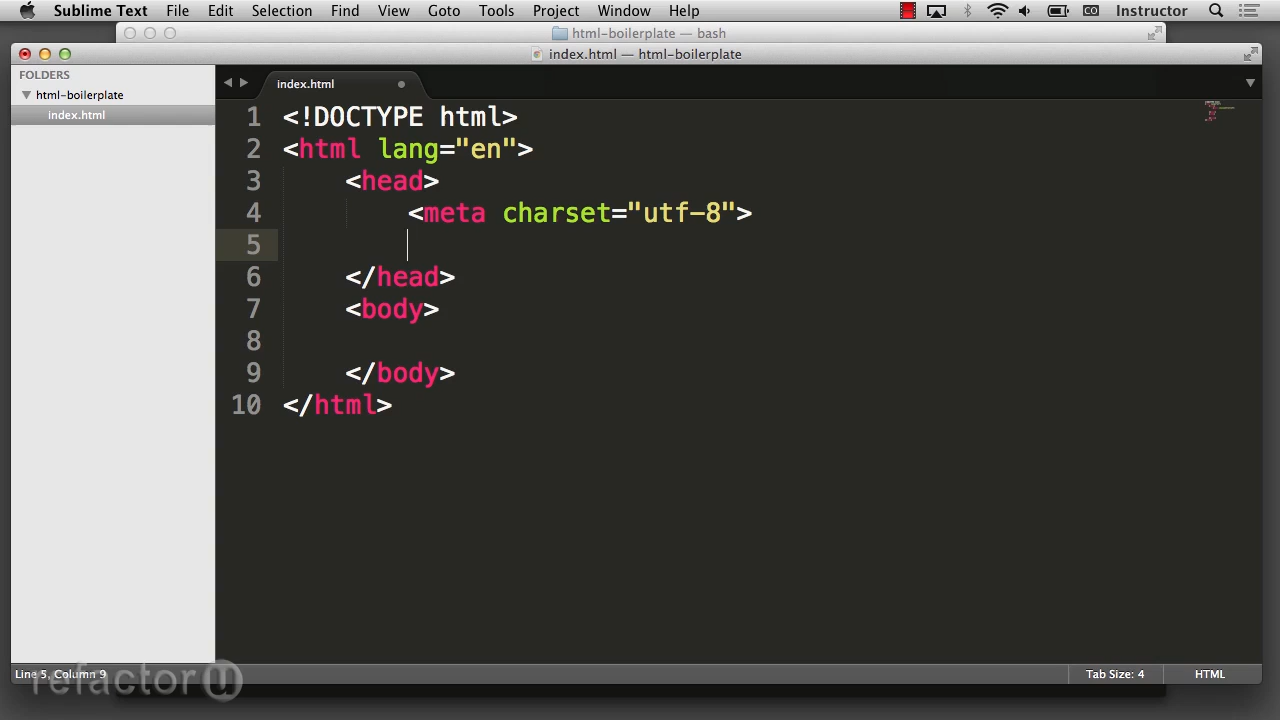 Sublime Text File Edit Selection Find View Goto Tools Project Window Help Instructor
html-boilerplate — bash
index.html — html-boilerplate
FOLDERS
html-boilerplate
index.html
index.html
1 <!DOCTYPE html>
2 <html lang="en">
3 <head>
4 <meta charset="utf-8">
5
6 </head>
7 <body>
8
9 </body>
10 </html>
Line 5, Column 9 Tab Size: 4 HTML
refactor u